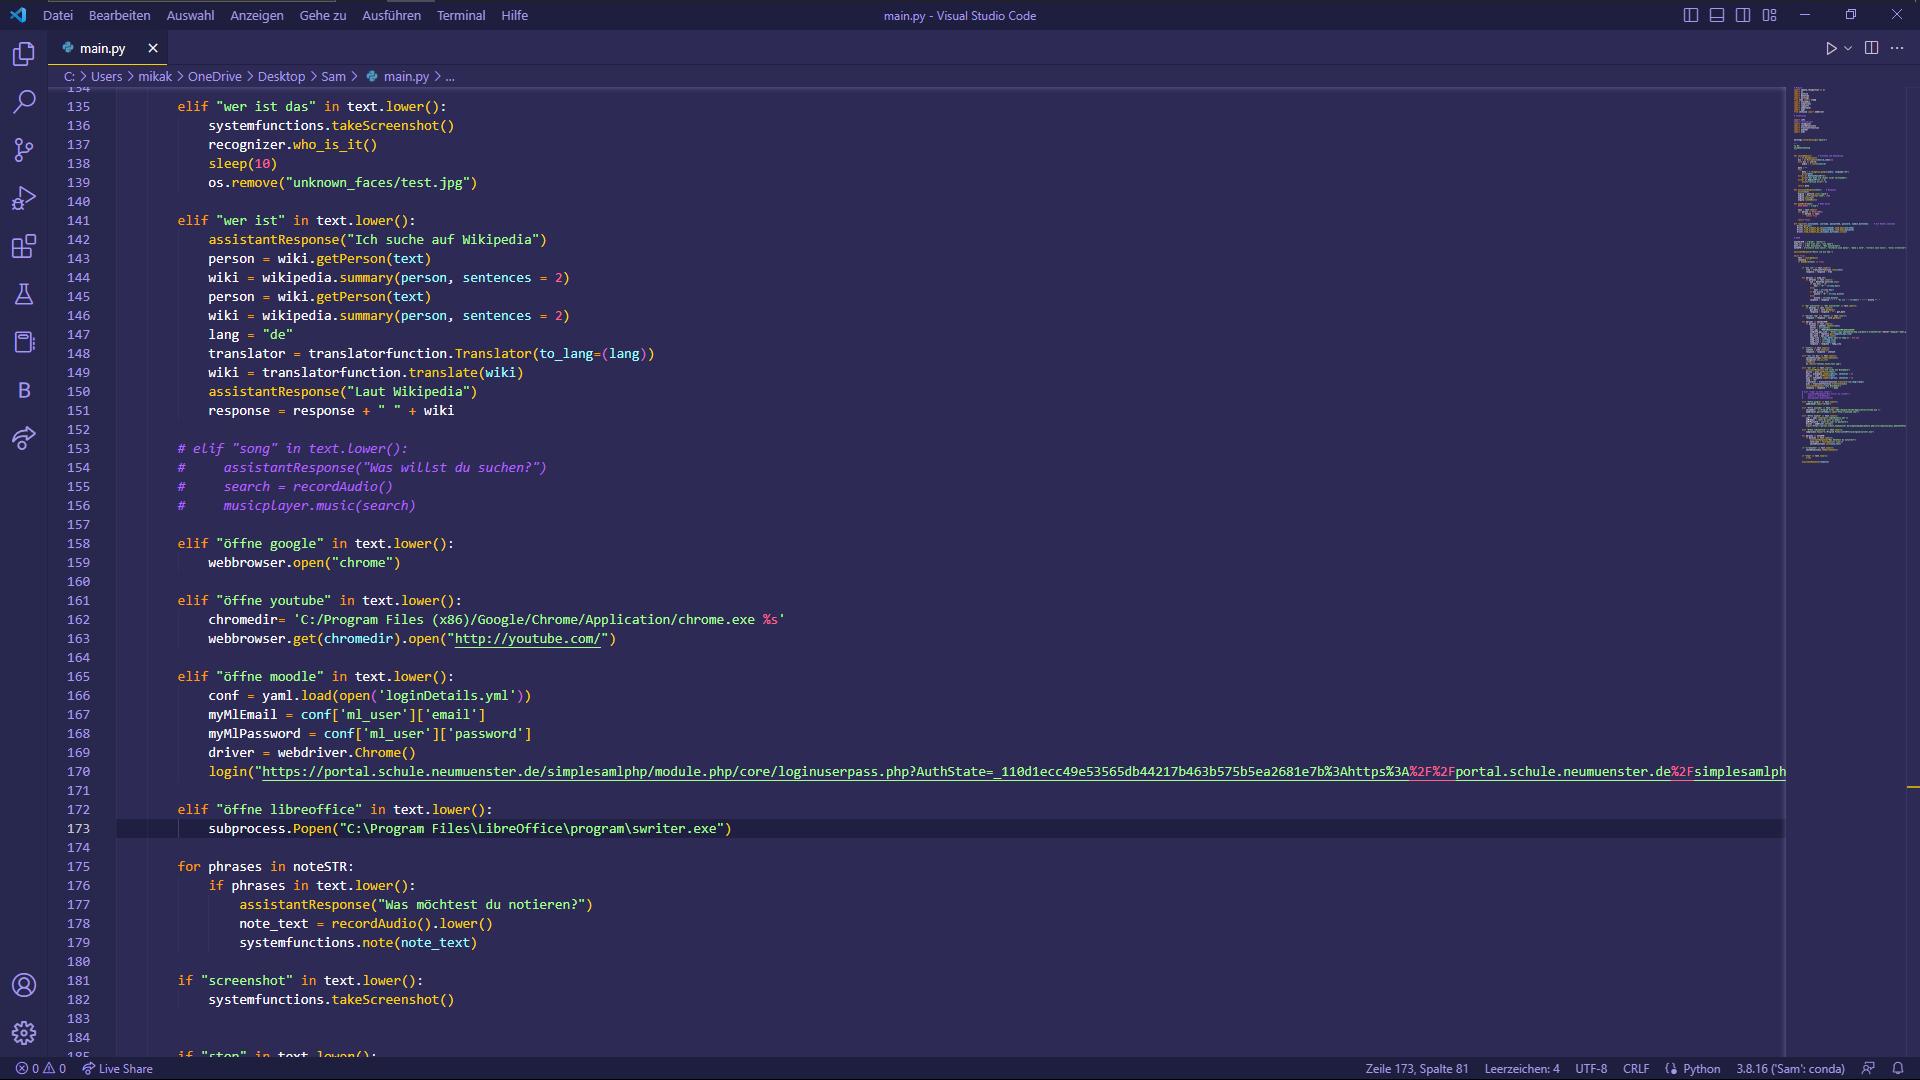 Datei Bearbeiten Auswahl Anzeigen Gehe zu Ausführen Terminal Hilfe
main.py - Visual Studio Code
main.py
C: > Users > mikak > OneDrive > Desktop > Sam > main.py > ...
134
135 elif "wer ist das" in text.lower():
136 systemfunctions.takeScreenshot()
137 recognizer.who_is_it()
138 sleep(10)
139 os.remove("unknown_faces/test.jpg")
140
141 elif "wer ist" in text.lower():
142 assistantResponse("Ich suche auf Wikipedia")
143 person = wiki.getPerson(text)
144 wiki = wikipedia.summary(person, sentences = 2)
145 person = wiki.getPerson(text)
146 wiki = wikipedia.summary(person, sentences = 2)
147 lang = "de"
148 translator = translatorfunction.Translator(to_lang=(lang))
149 wiki = translatorfunction.translate(wiki)
150 assistantResponse("Laut Wikipedia")
151 response = response + " " + wiki
152
153 # elif "song" in text.lower():
154 #     assistantResponse("Was willst du suchen?")
155 #     search = recordAudio()
156 #     musicplayer.music(search)
157
158 elif "öffne google" in text.lower():
159 webbrowser.open("chrome")
160
161 elif "öffne youtube" in text.lower():
162 chromedir= 'C:/Program Files (x86)/Google/Chrome/Application/chrome.exe %s'
163 webbrowser.get(chromedir).open("http://youtube.com/")
164
165 elif "öffne moodle" in text.lower():
166 conf = yaml.load(open('loginDetails.yml'))
167 myMlEmail = conf['ml_user']['email']
168 myMlPassword = conf['ml_user']['password']
169 driver = webdriver.Chrome()
170 login("https://portal.schule.neumuenster.de/simplesamlphp/module.php/core/loginuserpass.php?AuthState=_110d1ecc49e53565db44217b463b575b5ea2681e7b%3Ahttps%3A%2F%2Fportal.schule.neumuenster.de%2Fsimplesamlph
171
172 elif "öffne libreoffice" in text.lower():
173 subprocess.Popen("C:\Program Files\LibreOffice\program\swriter.exe")
174
175 for phrases in noteSTR:
176 if phrases in text.lower():
177 assistantResponse("Was möchtest du notieren?")
178 note_text = recordAudio().lower()
179 systemfunctions.note(note_text)
180
181 if "screenshot" in text.lower():
182 systemfunctions.takeScreenshot()
183
184
185 if "stop" in text.lower():
0 0 Live Share
Zeile 173, Spalte 81 Leerzeichen: 4 UTF-8 CRLF Python 3.8.16 ('Sam': conda)